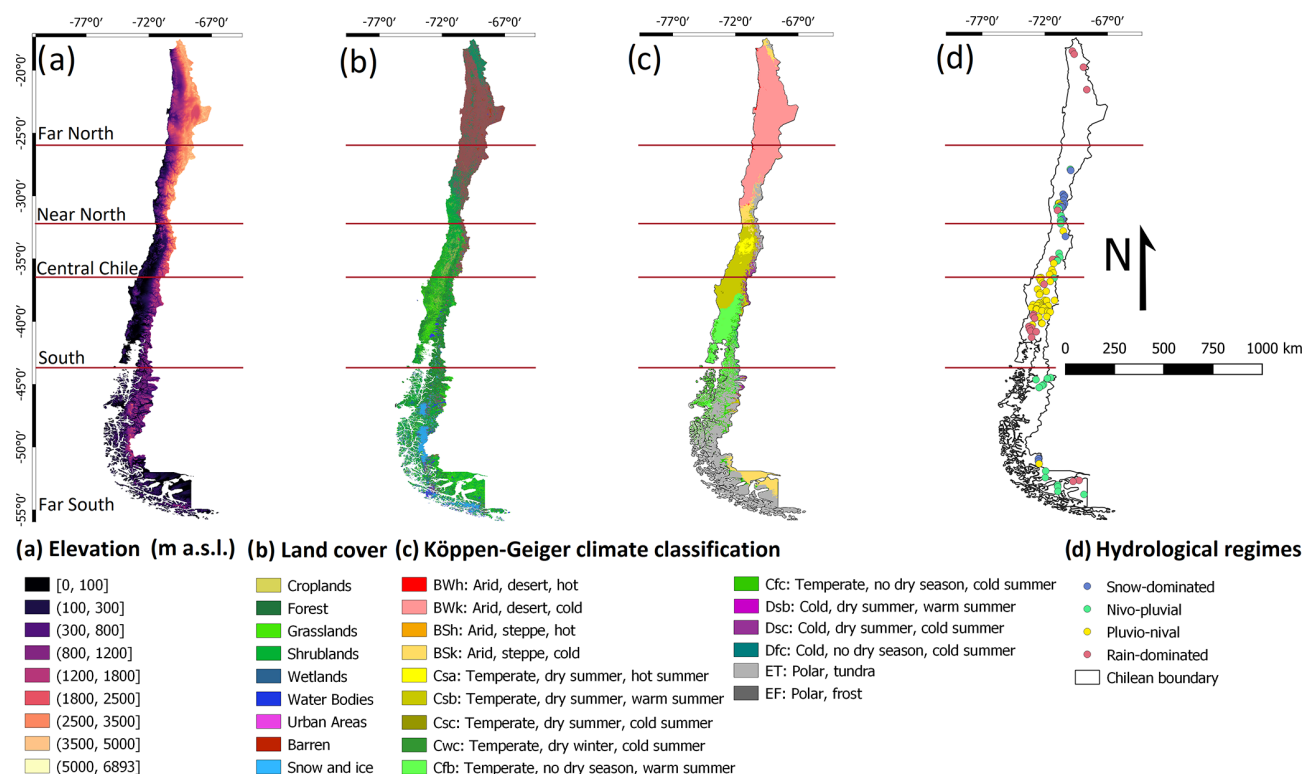 -77°0' -72°0' -67°0' -77°0' -72°0' -67°0' -77°0' -72°0' -67°0' -77°0' -72°0' -67°0'
(a) (b) (c) (d)
-20°0'
-25°0'
-30°0'
-35°0'
-40°0'
-45°0'
-50°0'
-55°0'
Far North
Near North
Central Chile
South
Far South
N
0 250 500 750 1000 km
(a) Elevation (m a.s.l.)
[0, 100]
(100, 300]
(300, 800]
(800, 1200]
(1200, 1800]
(1800, 2500]
(2500, 3500]
(3500, 5000]
(5000, 6893]
(b) Land cover
Croplands
Forest
Grasslands
Shrublands
Wetlands
Water Bodies
Urban Areas
Barren
Snow and ice
(c) Köppen-Geiger climate classification
BWh: Arid, desert, hot
BWk: Arid, desert, cold
BSh: Arid, steppe, hot
BSk: Arid, steppe, cold
Csa: Temperate, dry summer, hot summer
Csb: Temperate, dry summer, warm summer
Csc: Temperate, dry summer, cold summer
Cwc: Temperate, dry winter, cold summer
Cfb: Temperate, no dry season, warm summer
Cfc: Temperate, no dry season, cold summer
Dsb: Cold, dry summer, warm summer
Dsc: Cold, dry summer, cold summer
Dfc: Cold, no dry season, cold summer
ET: Polar, tundra
EF: Polar, frost
(d) Hydrological regimes
Snow-dominated
Nivo-pluvial
Pluvio-nival
Rain-dominated
Chilean boundary